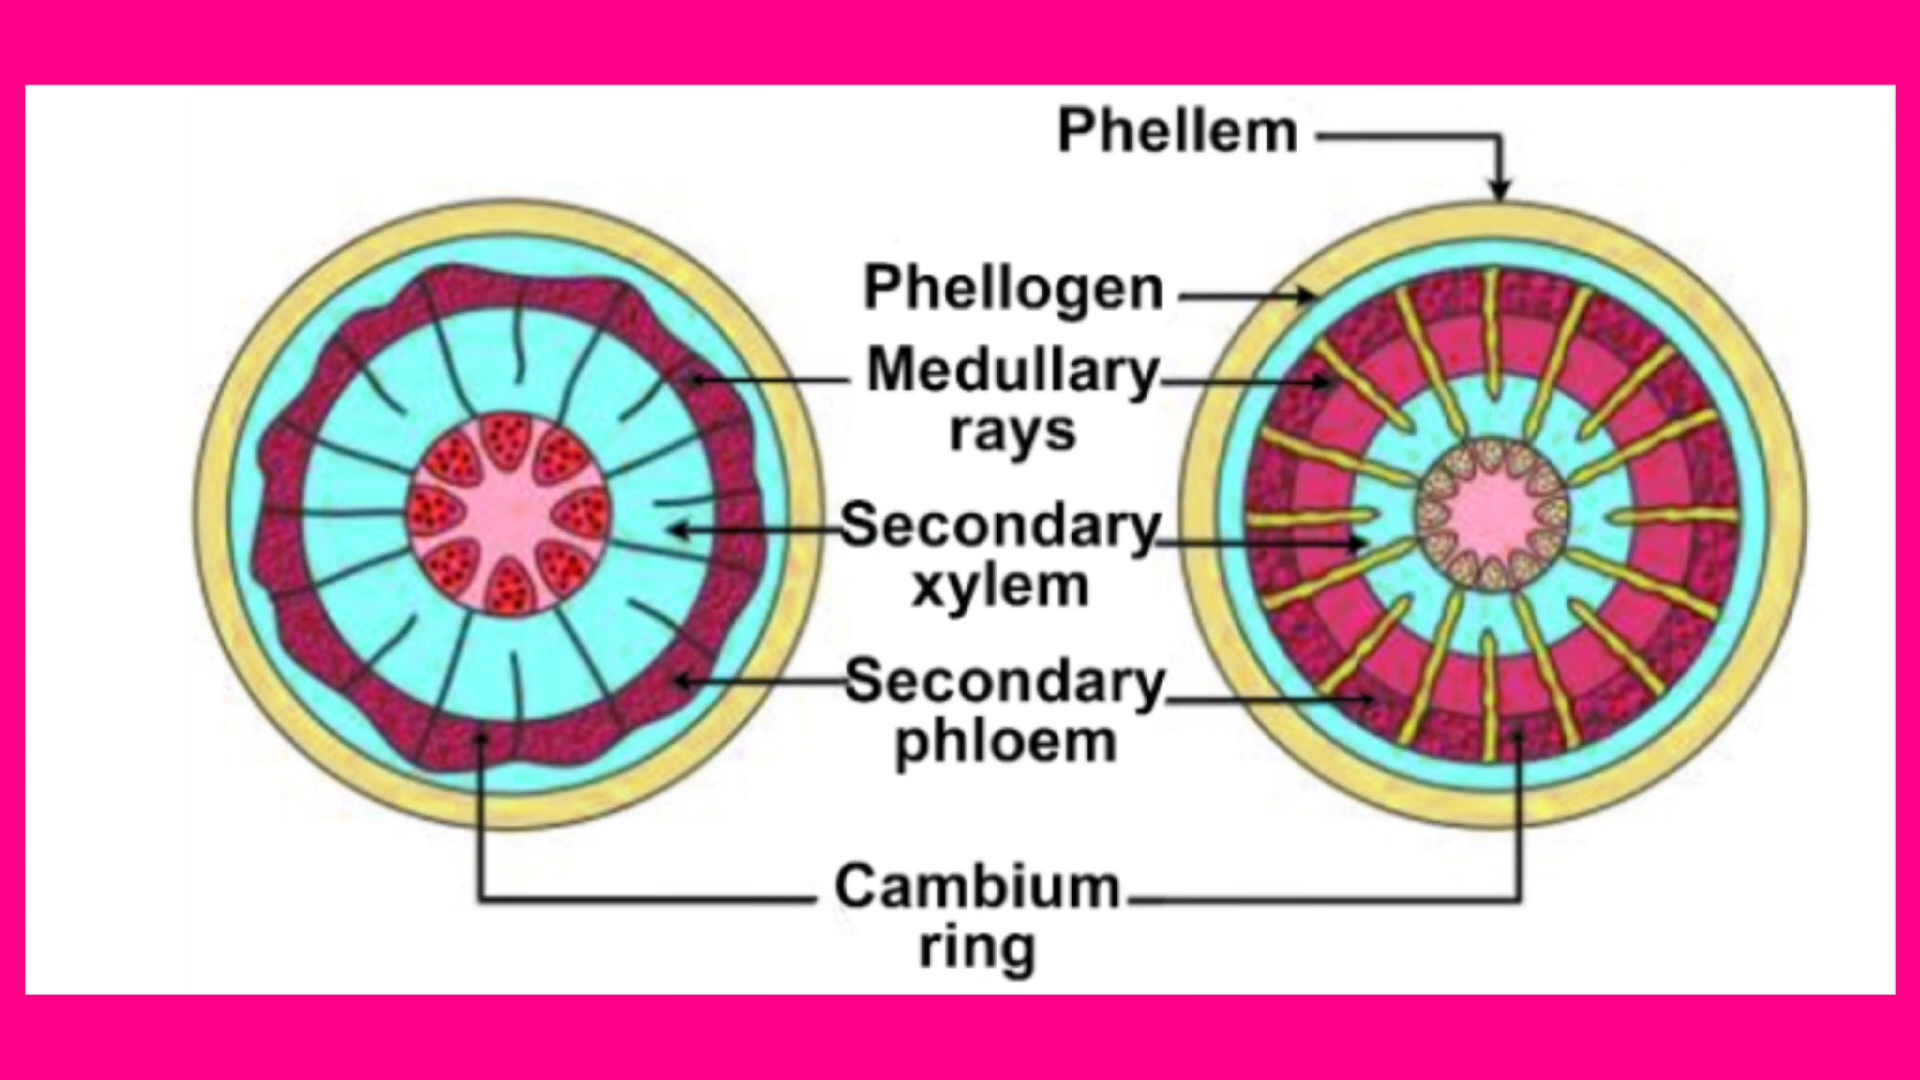 Phellem
Phellogen
Medullary
rays
Secondary
xylem
Secondary
phloem
Cambium
ring